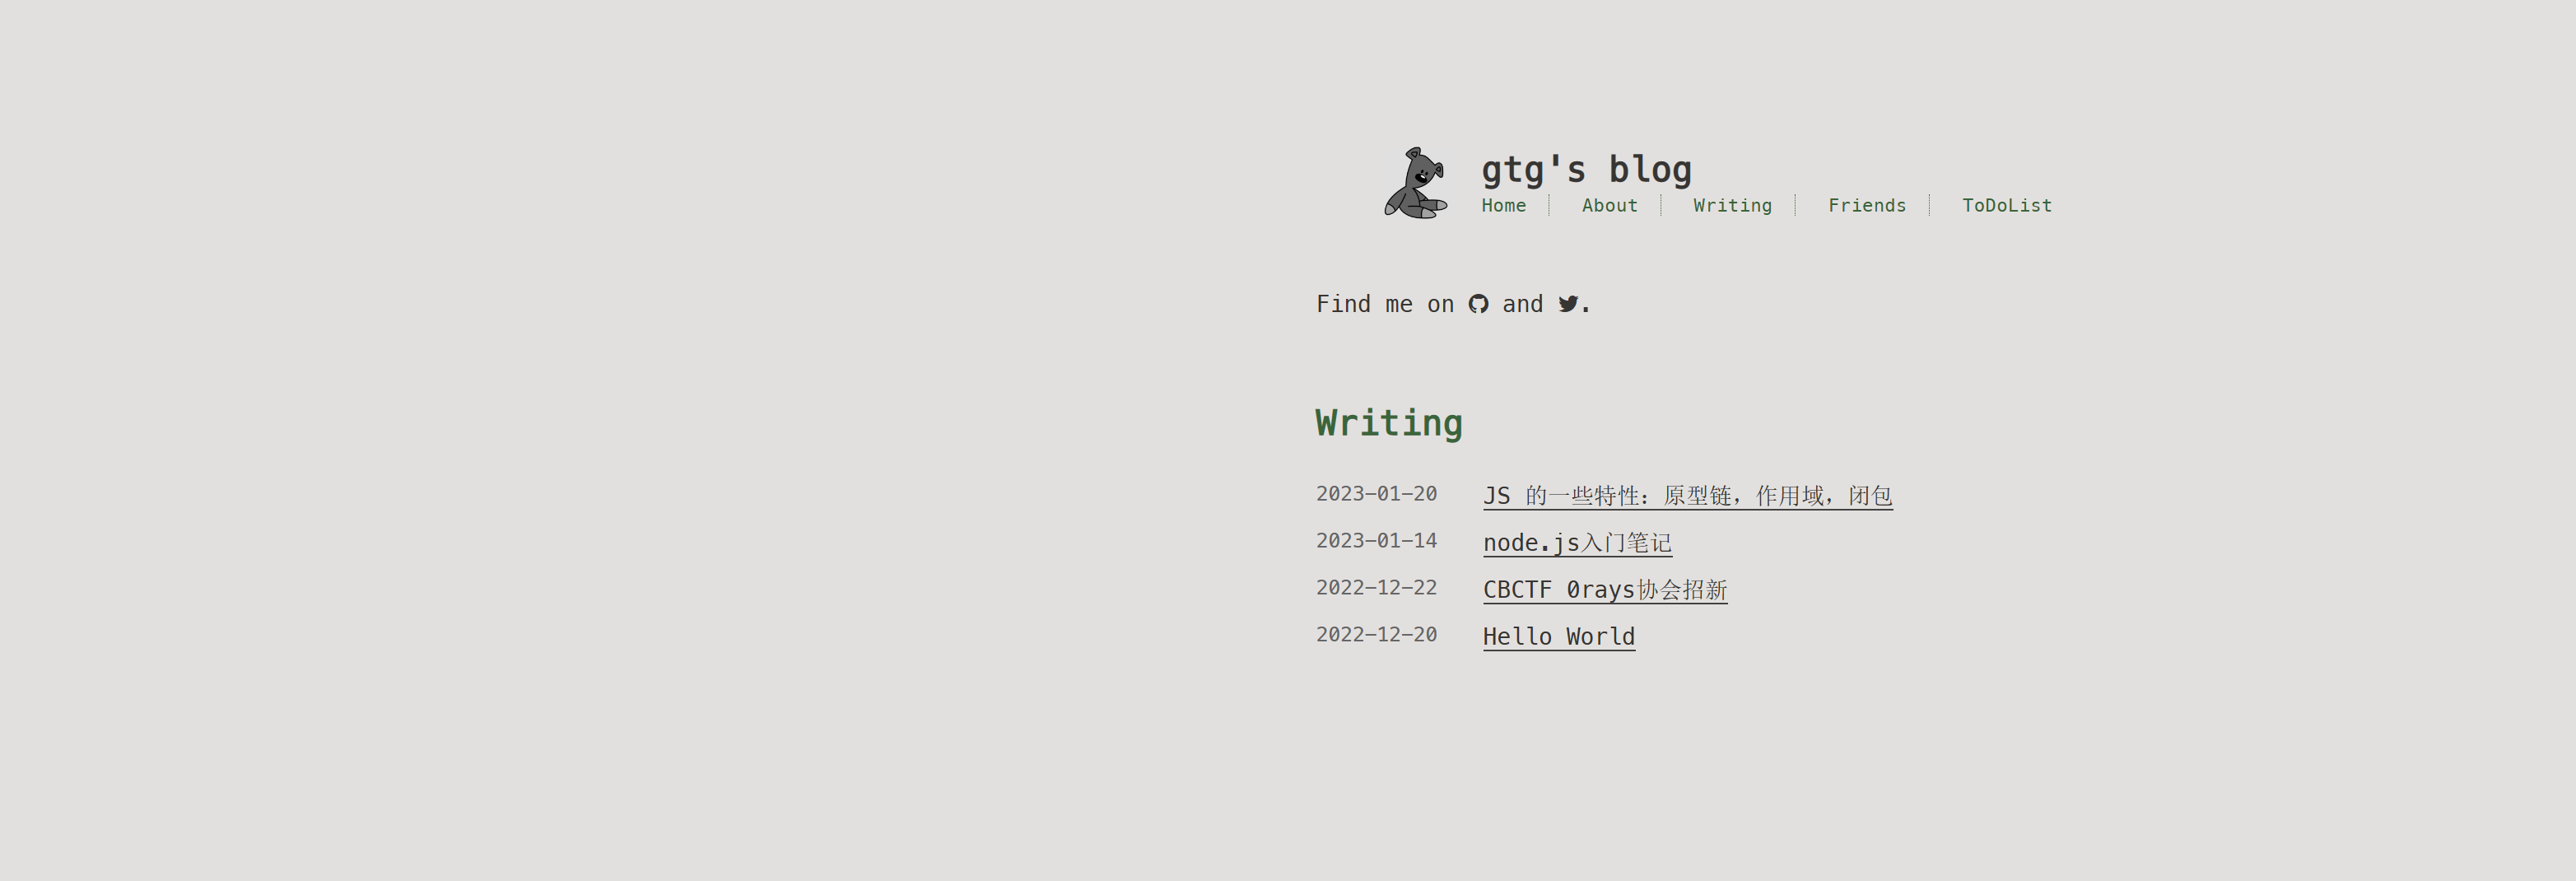 gtg's blog
Home About Writing Friends ToDoList
Find me on and .
Writing
2023-01-20 JS 的一些特性：原型链，作用域，闭包
2023-01-14 node.js入门笔记
2022-12-22 CBCTF 0rays协会招新
2022-12-20 Hello World